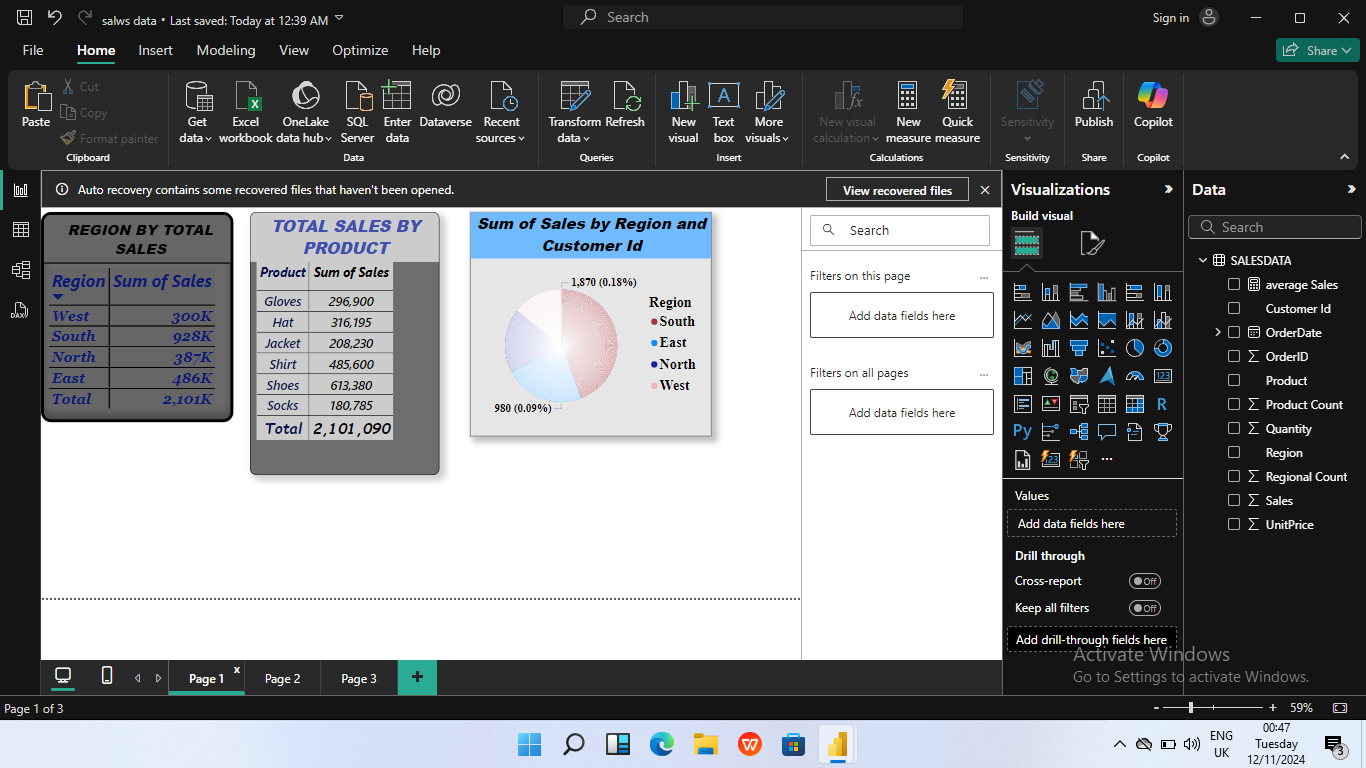 salws data • Last saved: Today at 12:39 AM
Search
Sign in
File Home Insert Modeling View Optimize Help
Share
Paste
Cut
Copy
Format painter
Clipboard
Get data
Excel workbook
OneLake data hub
SQL Server
Enter data
Dataverse
Recent sources
Data
Transform data
Refresh
Queries
New visual
Text box
More visuals
Insert
New visual calculation
New measure
Quick measure
Calculations
Sensitivity
Sensitivity
Publish
Share
Copilot
Copilot
Auto recovery contains some recovered files that haven't been opened.
View recovered files
REGION BY TOTAL
SALES
Region Sum of Sales
West 300K
South 928K
North 387K
East 486K
Total 2,101K
TOTAL SALES BY
PRODUCT
Product Sum of Sales
Gloves 296,900
Hat 316,195
Jacket 208,230
Shirt 485,600
Shoes 613,380
Socks 180,785
Total 2,101,090
Sum of Sales by Region and
Customer Id
1,870 (0.18%)
980 (0.09%)
Region
South
East
North
West
Search
Filters on this page
...
Add data fields here
Filters on all pages
...
Add data fields here
Visualizations
Build visual
123
R
Py
123
...
Values
Add data fields here
Drill through
Cross-report
Off
Keep all filters
Off
Add drill-through fields here
Data
Search
SALESDATA
average Sales
Customer Id
OrderDate
Σ OrderID
Product
Σ Product Count
Σ Quantity
Region
Σ Regional Count
Σ Sales
Σ UnitPrice
Activate Windows
Go to Settings to activate Windows.
DAX
Page 1
x
Page 2
Page 3
+
Page 1 of 3
- + 59%
ENG
UK
00:47
Tuesday
12/11/2024
3